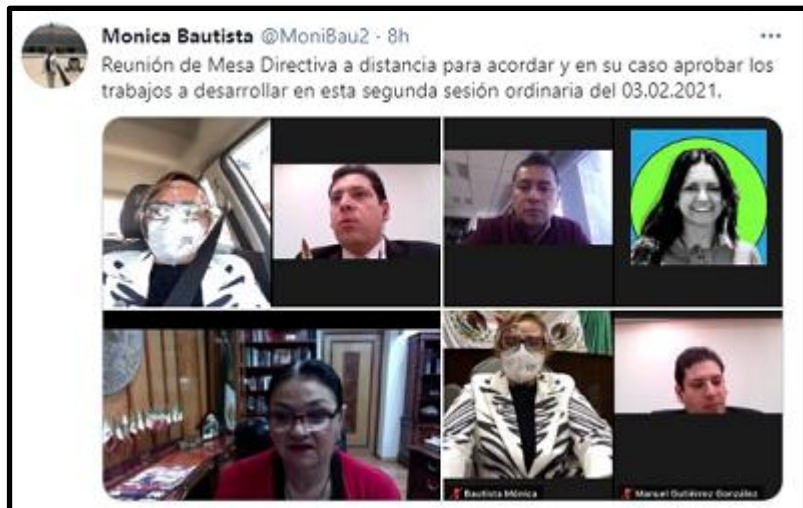 Monica Bautista @MoniBau2 · 8h
Reunión de Mesa Directiva a distancia para acordar y en su caso aprobar los
trabajos a desarrollar en esta segunda sesión ordinaria del 03.02.2021.
Bautista Mónica
Manuel Gutiérrez González